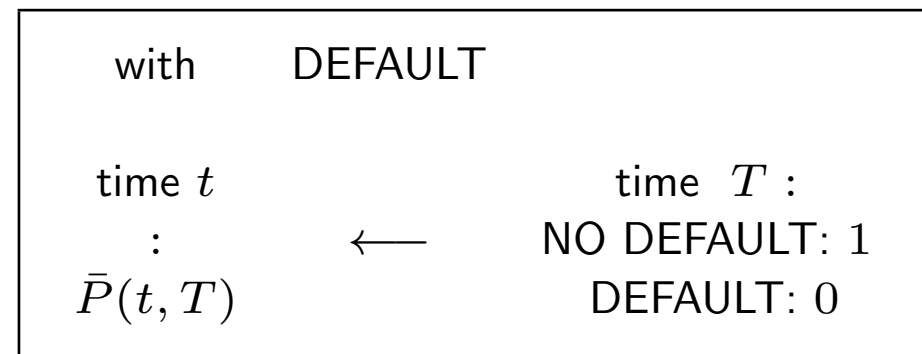 with DEFAULT
time t time T :
: ⟵ NO DEFAULT: 1
P̄(t, T) DEFAULT: 0